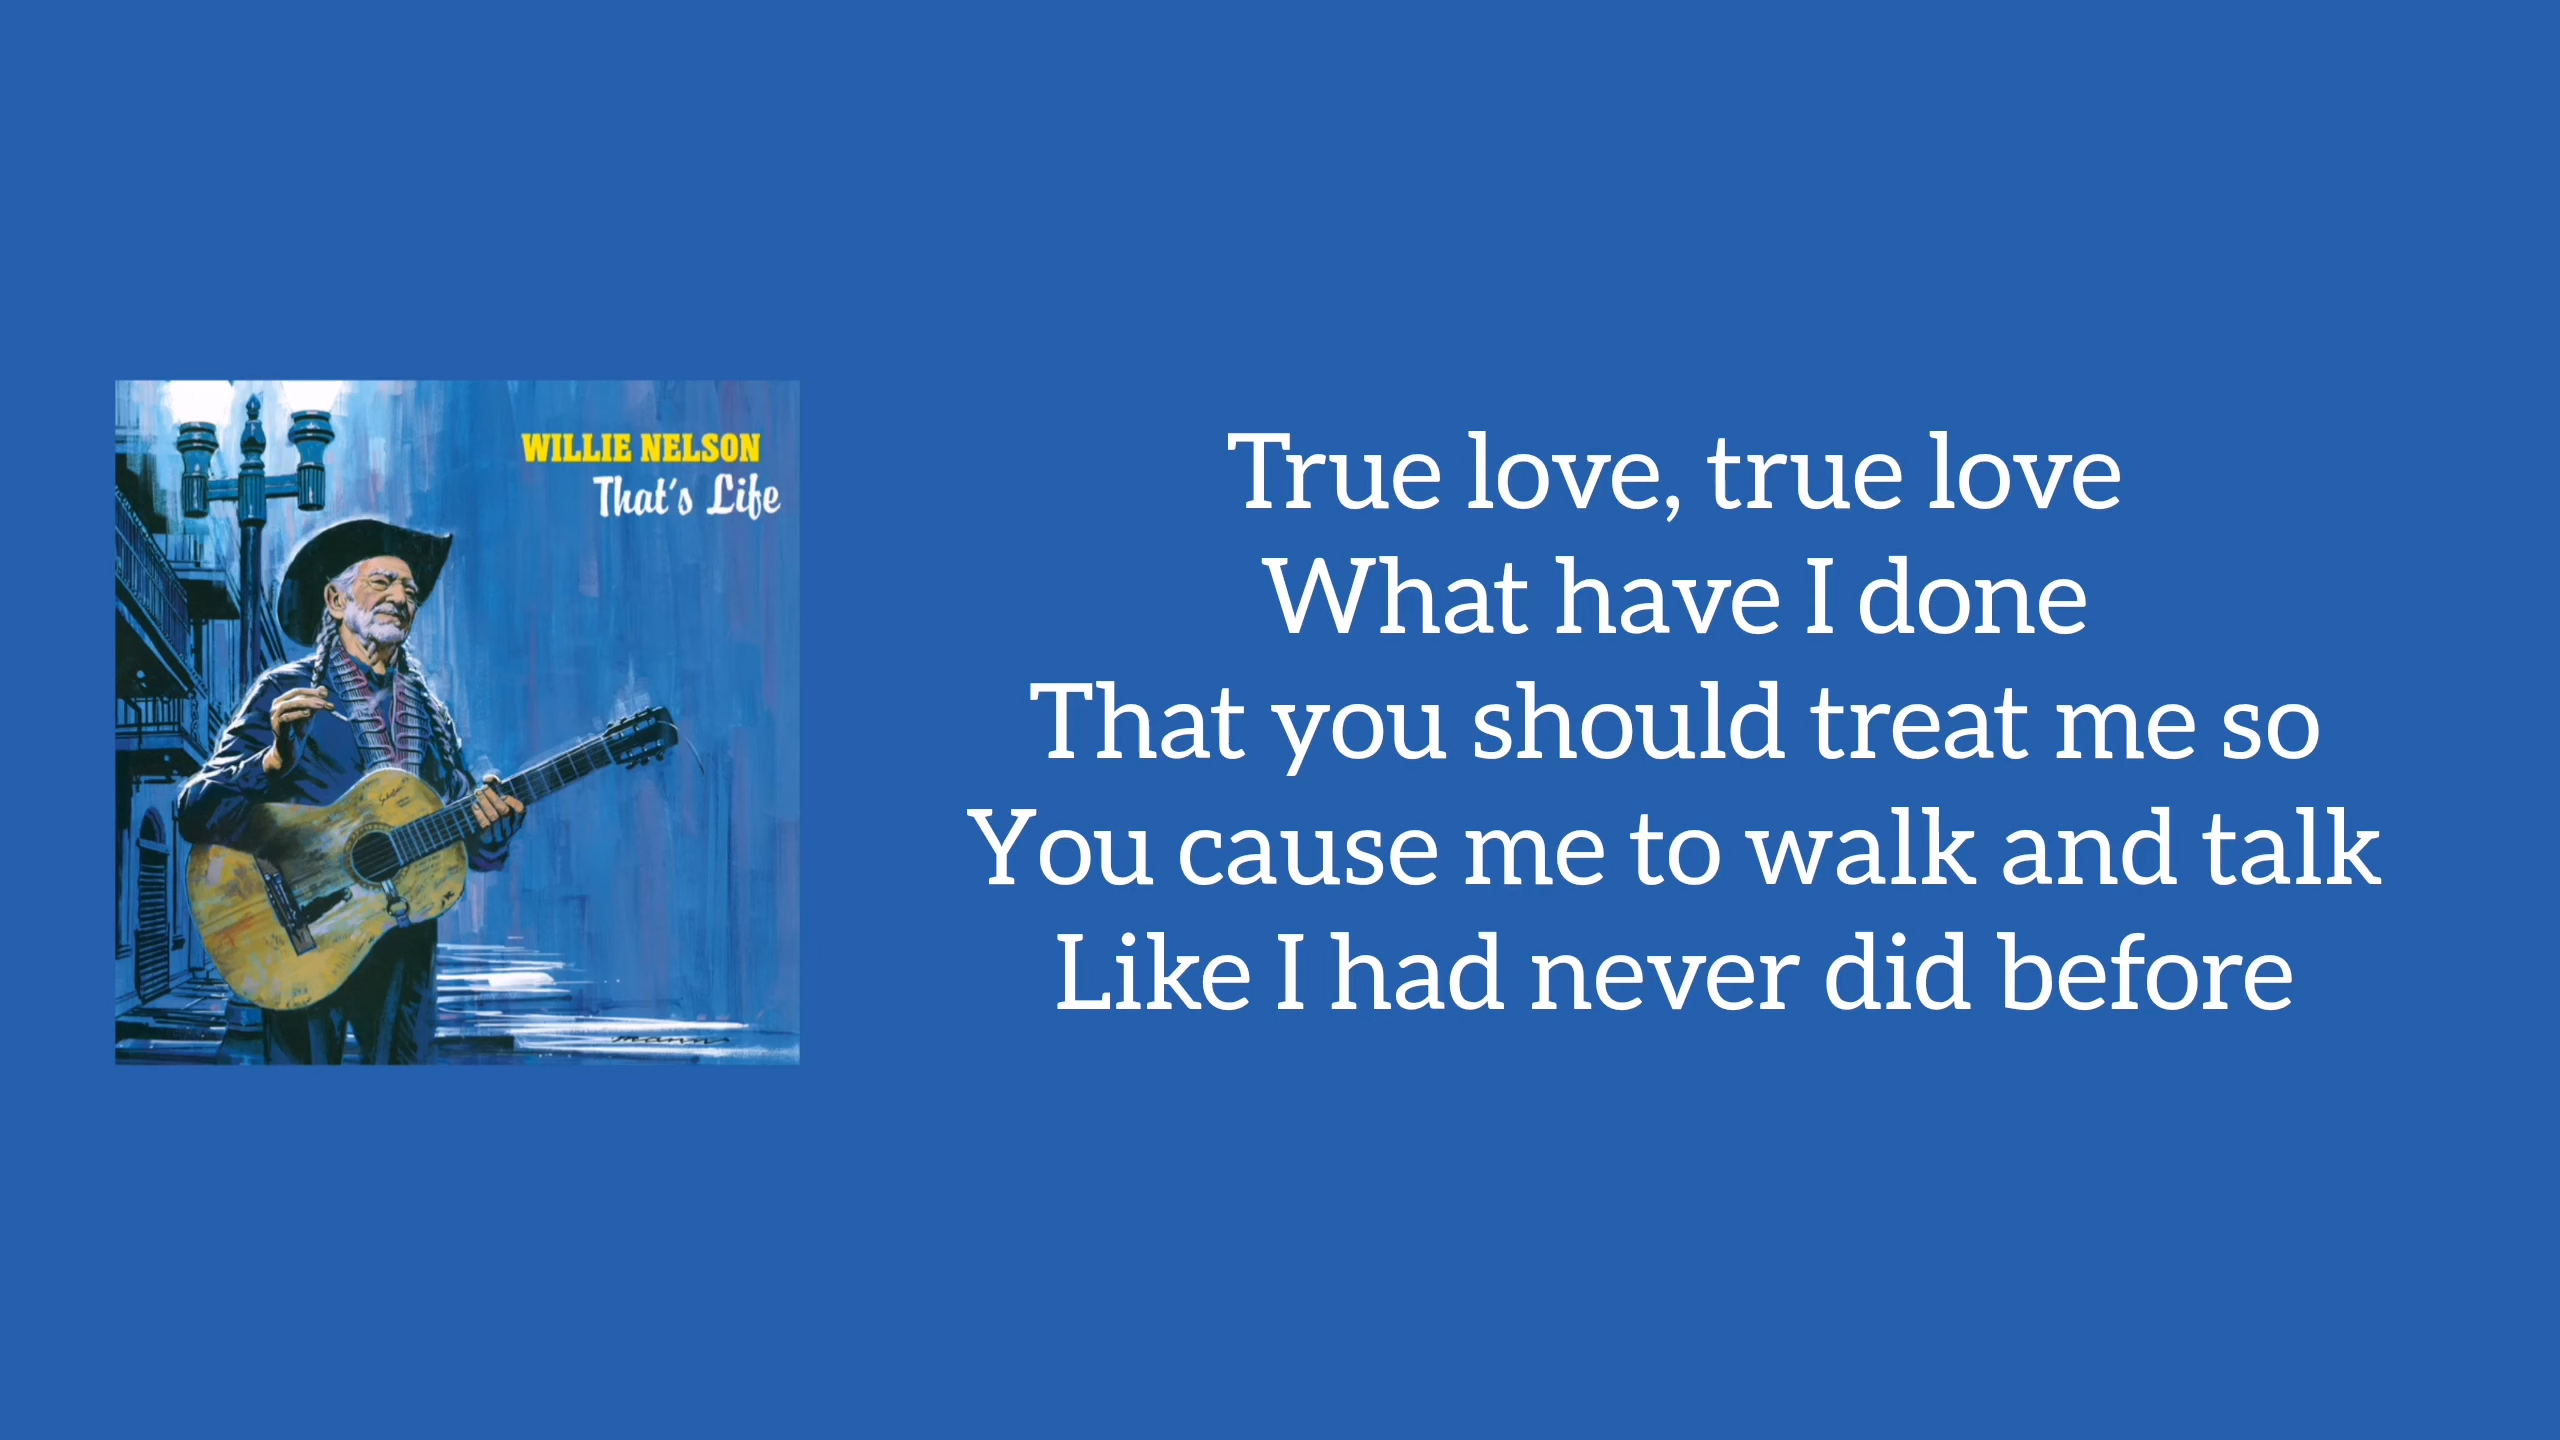 WILLIE NELSON
That's Life
True love, true love
What have I done
That you should treat me so
You cause me to walk and talk
Like I had never did before